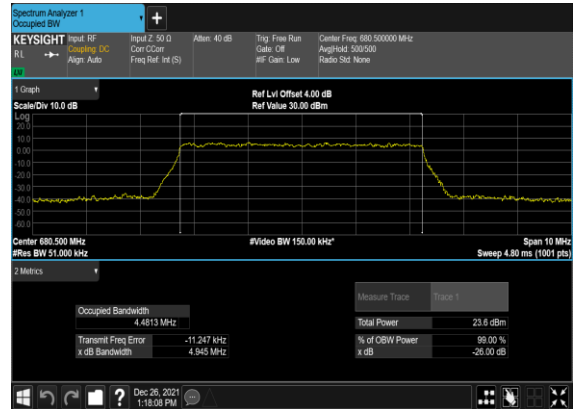 Spectrum Analyzer 1
Occupied BW
+
KEYSIGHT Input: RF Input Z: 50 Ω Atten: 40 dB Trig: Free Run Center Freq: 680.500000 MHz
RL Coupling: DC Corr CCorr Gate: Off Avg|Hold: 500/500
Align: Auto Freq Ref: Int (S) #IF Gain: Low Radio Std: None
LW
1 Graph
Ref Lvl Offset 4.00 dB
Scale/Div 10.0 dB Ref Value 30.00 dBm
Log
20.0
10.0
0.00
-10.0
-20.0
-30.0
-40.0
-50.0
-60.0
Center 680.500 MHz #Video BW 150.00 kHz* Span 10 MHz
#Res BW 51.000 kHz Sweep 4.80 ms (1001 pts)
2 Metrics
Measure Trace Trace 1
Occupied Bandwidth
4.4813 MHz Total Power 23.6 dBm
Transmit Freq Error -11.247 kHz % of OBW Power 99.00 %
x dB Bandwidth 4.945 MHz x dB -26.00 dB
? Dec 26, 2021
1:18:08 PM